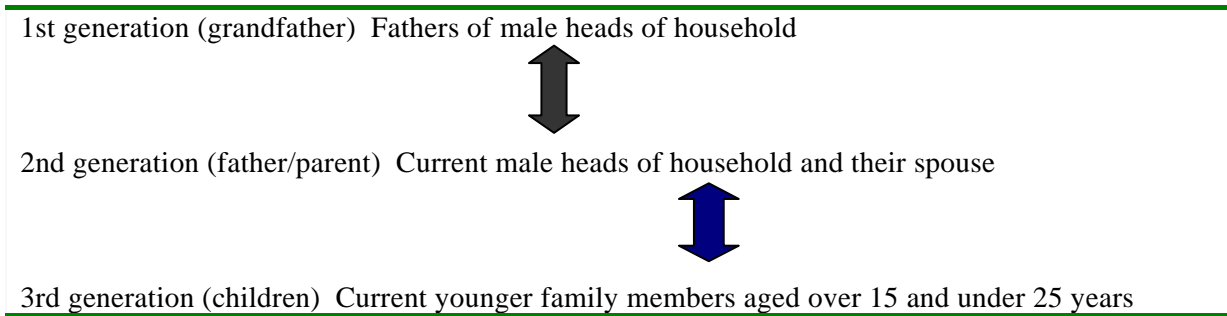 1st generation (grandfather) Fathers of male heads of household
2nd generation (father/parent) Current male heads of household and their spouse
3rd generation (children) Current younger family members aged over 15 and under 25 years